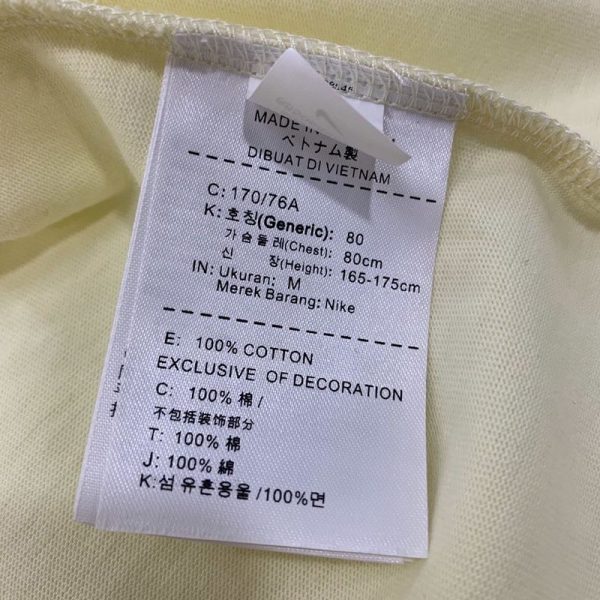 MADE IN
ベトナム製
DIBUAT DI VIETNAM
C: 170/76A
K: 호칭(Generic): 80
가슴둘레(Chest): 80cm
신 장(Height): 165-175cm
IN: Ukuran: M
Merek Barang: Nike
E: 100% COTTON
EXCLUSIVE OF DECORATION
C: 100% 棉 /
不包括装饰部分
T: 100% 棉
J: 100% 綿
K: 섬유혼용율/100%면